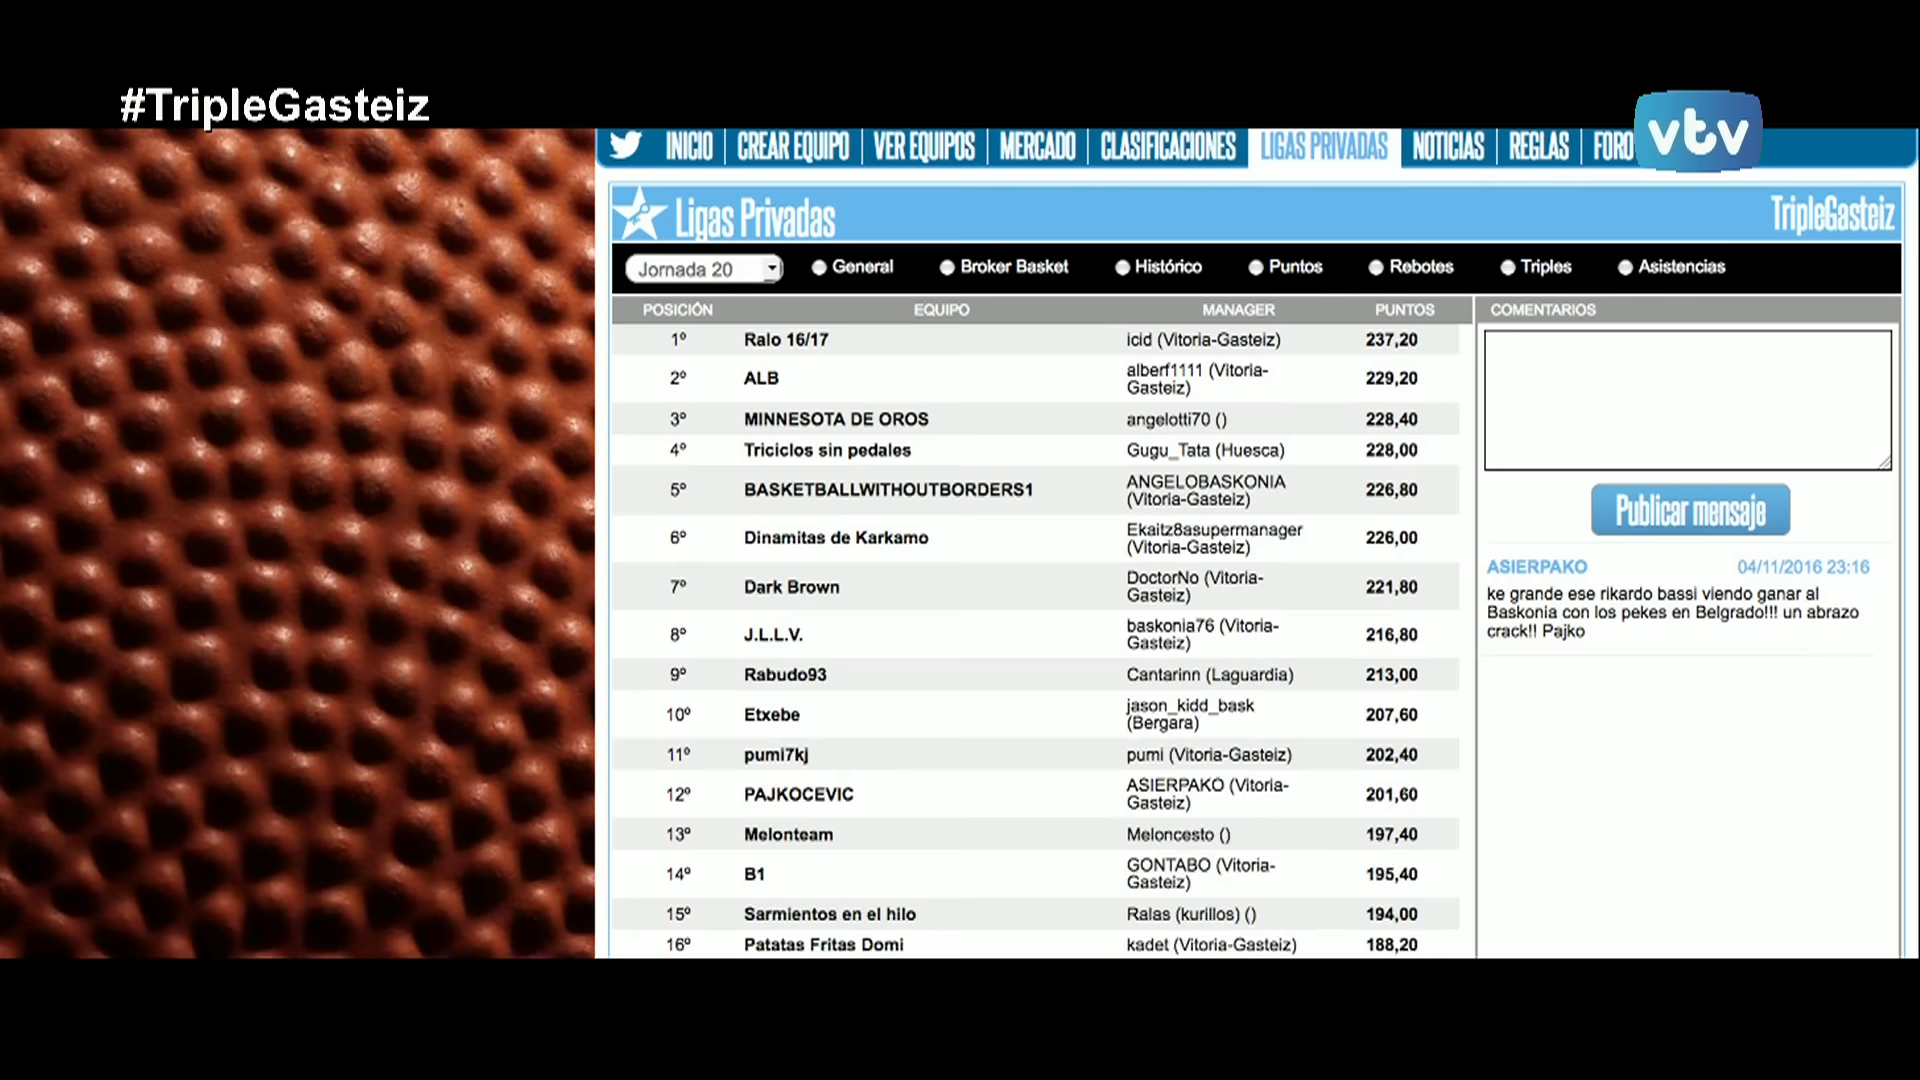 #TripleGasteiz
vtv
INICIO CREAR EQUIPO VER EQUIPOS MERCADO CLASIFICACIONES LIGAS PRIVADAS NOTICIAS REGLAS FORO
Ligas Privadas TripleGasteiz
Jornada 20 General Broker Basket Histórico Puntos Rebotes Triples Asistencias
POSICIÓN EQUIPO MANAGER PUNTOS
1º Ralo 16/17 icid (Vitoria-Gasteiz) 237,20
2º ALB alberf1111 (Vitoria-
Gasteiz) 229,20
3º MINNESOTA DE OROS angelotti70 () 228,40
4º Triciclos sin pedales Gugu_Tata (Huesca) 228,00
5º BASKETBALLWITHOUTBORDERS1 ANGELOBASKONIA
(Vitoria-Gasteiz) 226,80
6º Dinamitas de Karkamo Ekaitz8asupermanager
(Vitoria-Gasteiz) 226,00
7º Dark Brown DoctorNo (Vitoria-
Gasteiz) 221,80
8º J.L.L.V. baskonia76 (Vitoria-
Gasteiz) 216,80
9º Rabudo93 Cantarinn (Laguardia) 213,00
10º Etxebe jason_kidd_bask
(Bergara) 207,60
11º pumi7kj pumi (Vitoria-Gasteiz) 202,40
12º PAJKOCEVIC ASIERPAKO (Vitoria-
Gasteiz) 201,60
13º Melonteam Meloncesto () 197,40
14º B1 GONTABO (Vitoria-
Gasteiz) 195,40
15º Sarmientos en el hilo Ralas (kurillos) () 194,00
16º Patatas Fritas Domi kadet (Vitoria-Gasteiz) 188,20
COMENTARIOS
Publicar mensaje
ASIERPAKO 04/11/2016 23:16
ke grande ese rikardo bassi viendo ganar al
Baskonia con los pekes en Belgrado!!! un abrazo
crack!! Pajko